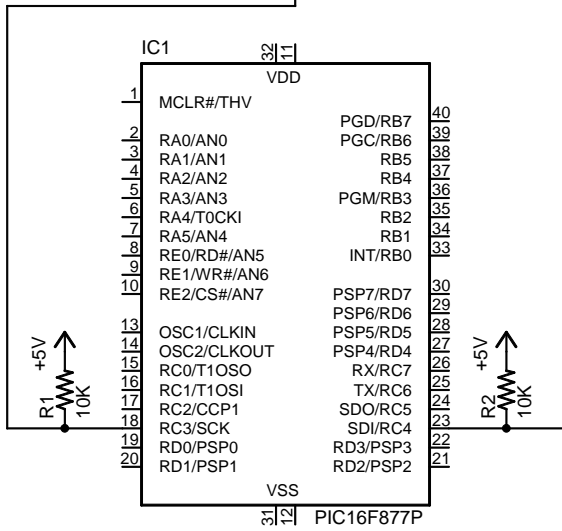 IC1
32 11
VDD
1 MCLR#/THV
PGD/RB7 40
2 RA0/AN0 PGC/RB6 39
3 RA1/AN1 RB5 38
4 RA2/AN2 RB4 37
5 RA3/AN3 PGM/RB3 36
6 RA4/T0CKI RB2 35
7 RA5/AN4 RB1 34
8 RE0/RD#/AN5 INT/RB0 33
9 RE1/WR#/AN6
10 RE2/CS#/AN7 PSP7/RD7 30
PSP6/RD6 29
13 OSC1/CLKIN PSP5/RD5 28
14 OSC2/CLKOUT PSP4/RD4 27
15 RC0/T1OSO RX/RC7 26
16 RC1/T1OSI TX/RC6 25
17 RC2/CCP1 SDO/RC5 24
18 RC3/SCK SDI/RC4 23
19 RD0/PSP0 RD3/PSP3 22
20 RD1/PSP1 RD2/PSP2 21
+5V
R1
10K
+5V
R2
10K
VSS
31 12
PIC16F877P